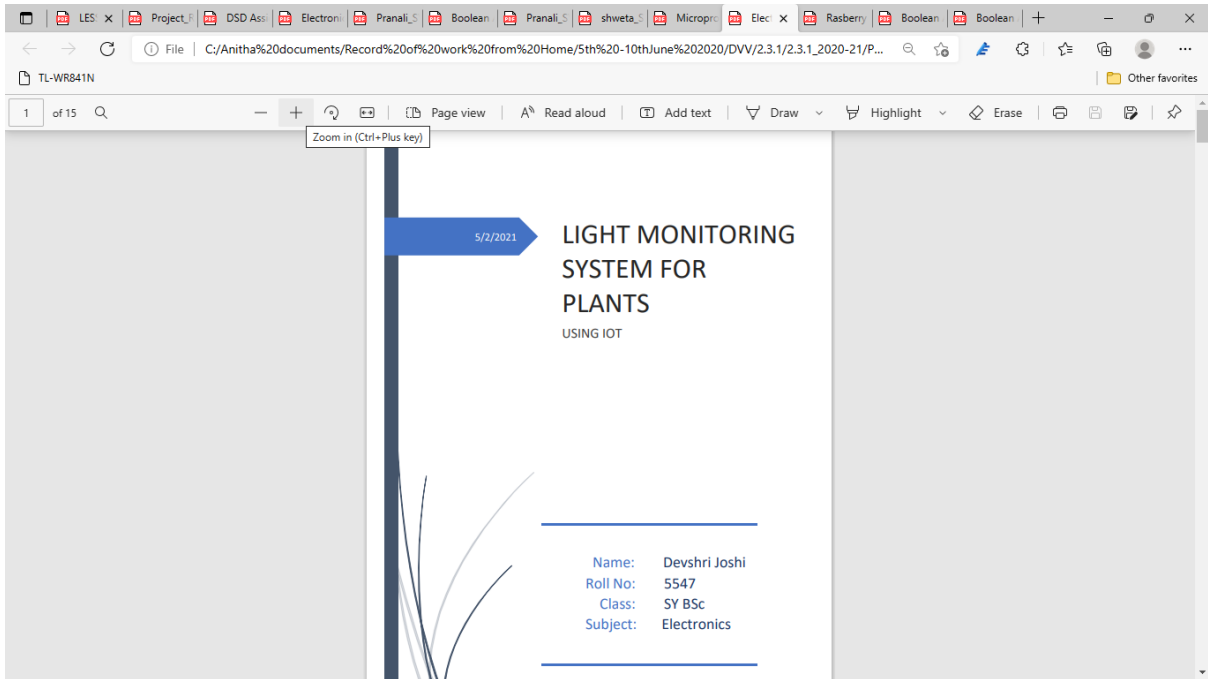 LES
Project_F
DSD Ass
Electroni
Pranali_S
Boolean
Pranali_S
shweta_S
Micropro
Elect
Rasberry
Boolean
Boolean
File
C:/Anitha%20documents/Record%20of%20work%20from%20Home/5th%20-10thJune%202020/DVV/2.3.1/2.3.1_2020-21/P...
TL-WR841N
Other favorites
1 of 15
Page view
Read aloud
Add text
Draw
Highlight
Erase
Zoom in (Ctrl+Plus key)
5/2/2021
LIGHT MONITORING
SYSTEM FOR
PLANTS
USING IOT
Name: Devshri Joshi
Roll No: 5547
Class: SY BSc
Subject: Electronics